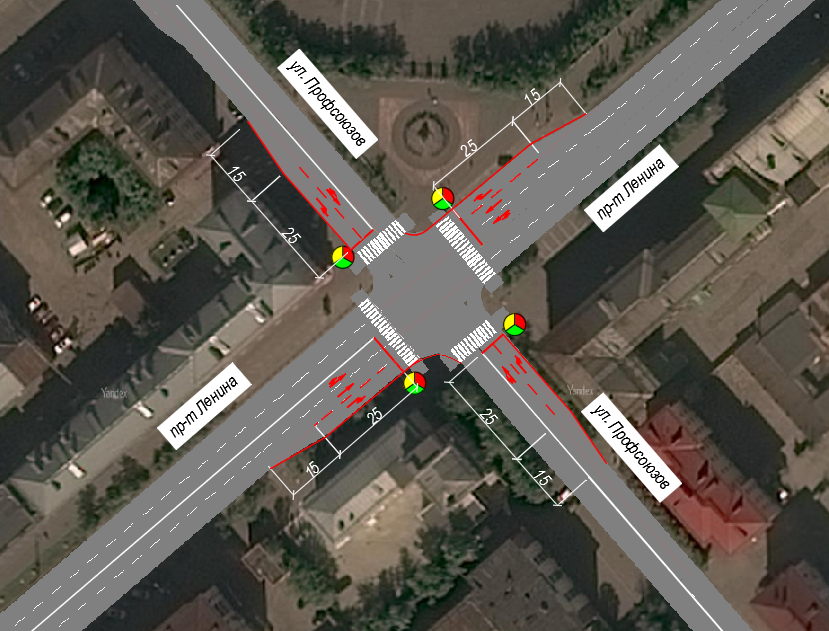 ул. Профсоюзов
15
25
пр-т Ленина
15
25
Yandex
Yandex
пр-т Ленина
25
15
25
15
ул. Профсоюзов